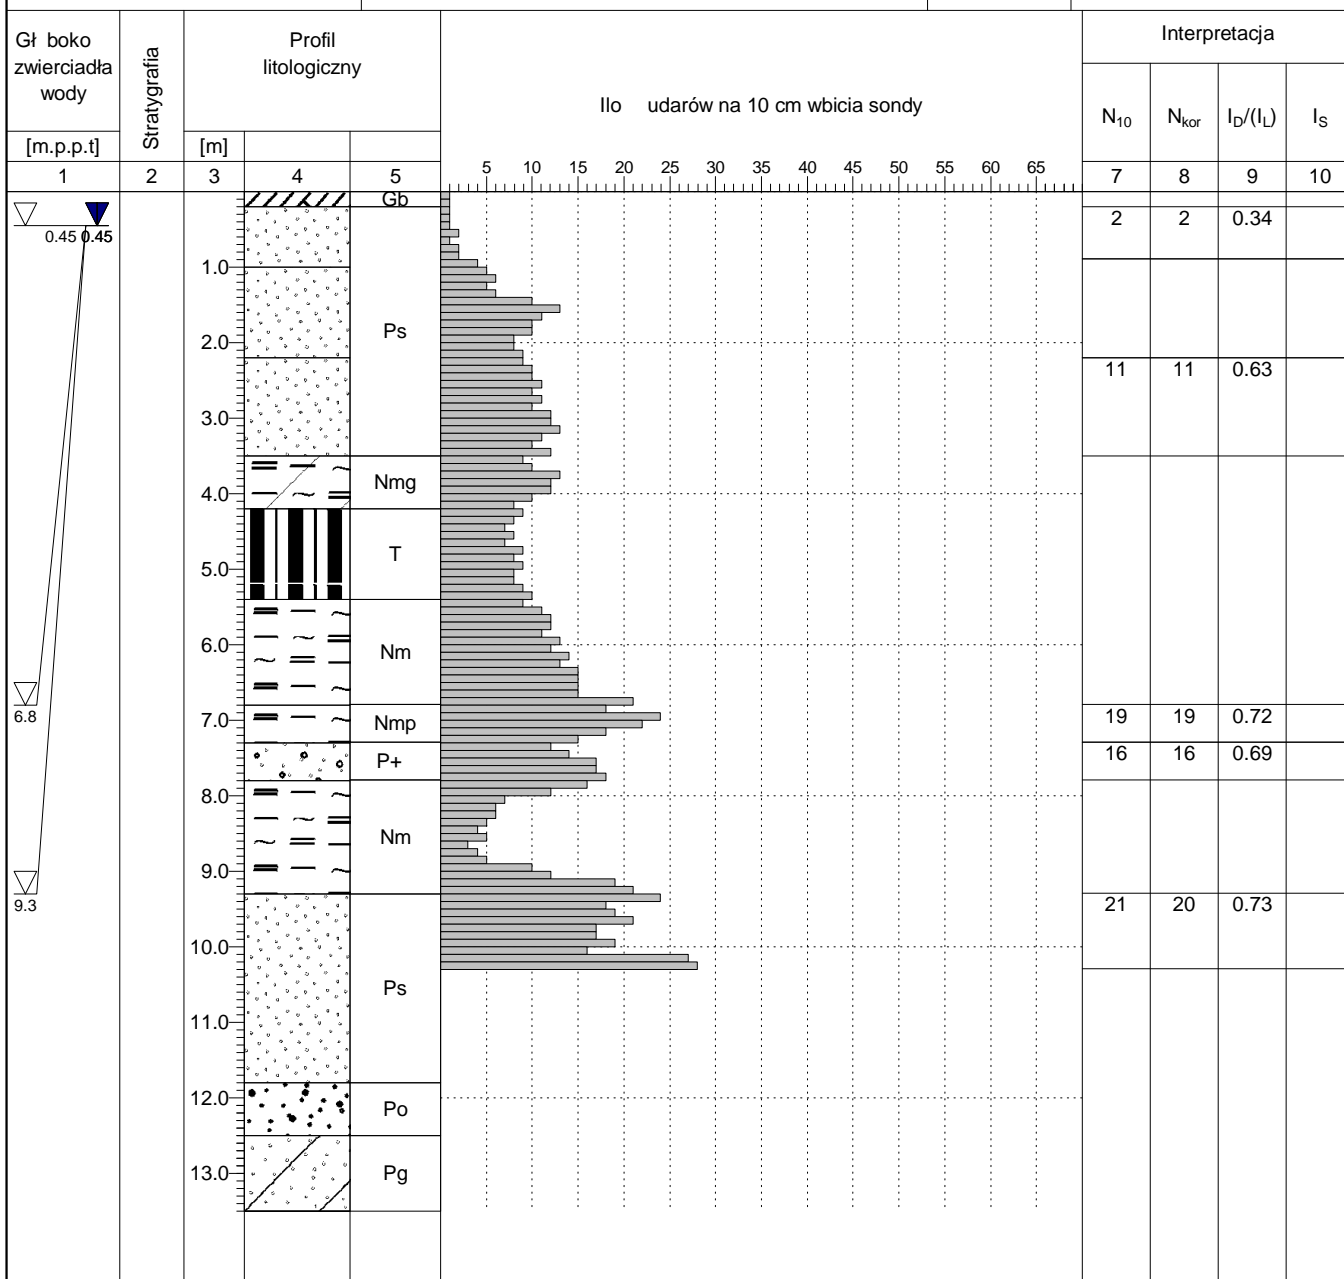 Gł boko
zwierciadła
wody
[m.p.p.t]
1
Stratygrafia
2
Profil
litologiczny
[m]
3 4 5
Ilo udarów na 10 cm wbicia sondy
5 10 15 20 25 30 35 40 45 50 55 60 65
Interpretacja
N10 Nkor ID/(IL) IS
7 8 9 10
Gb
0.45 0.45
2 2 0.34
1.0
Ps
2.0
11 11 0.63
3.0
Nmg
4.0
T
5.0
6.0
Nm
6.8
7.0
Nmp
19 19 0.72
P+
16 16 0.69
8.0
Nm
9.0
9.3
21 20 0.73
10.0
Ps
11.0
12.0
Po
13.0
Pg